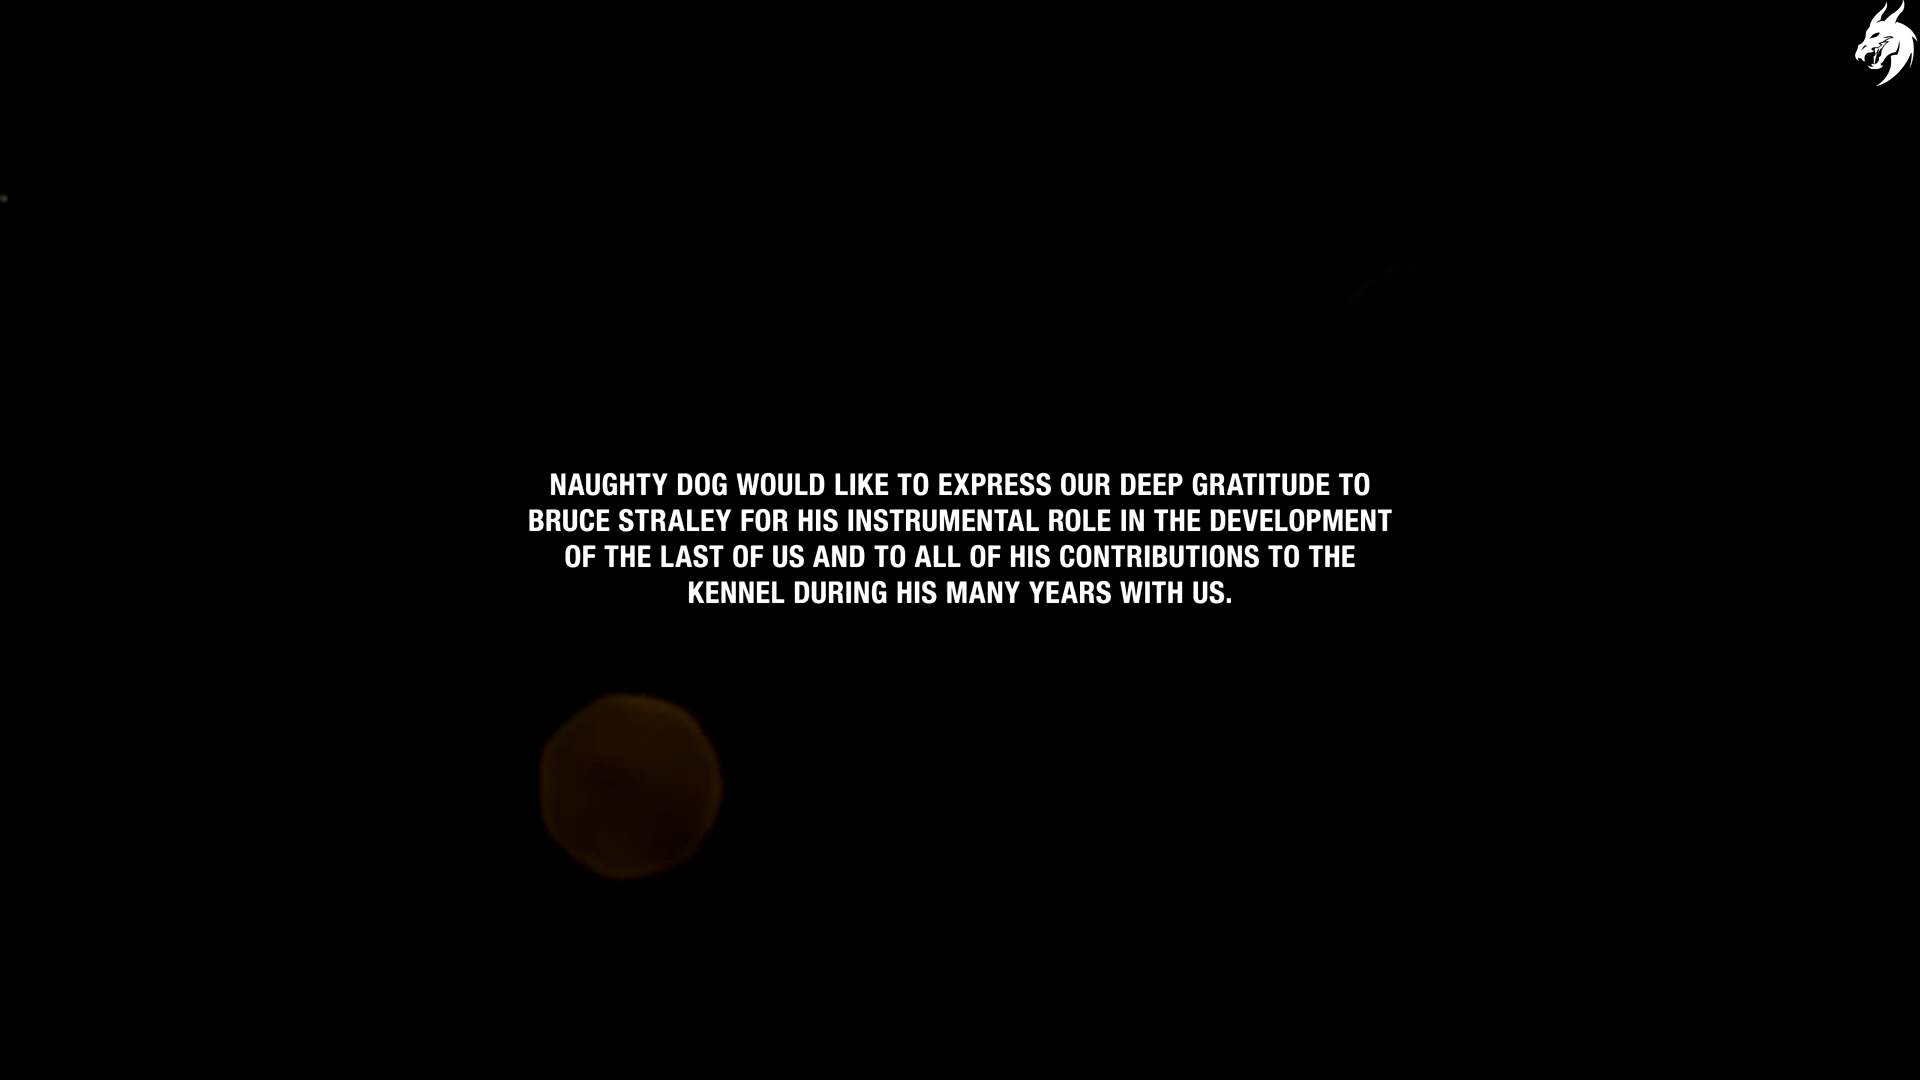 NAUGHTY DOG WOULD LIKE TO EXPRESS OUR DEEP GRATITUDE TO
BRUCE STRALEY FOR HIS INSTRUMENTAL ROLE IN THE DEVELOPMENT
OF THE LAST OF US AND TO ALL OF HIS CONTRIBUTIONS TO THE
KENNEL DURING HIS MANY YEARS WITH US.